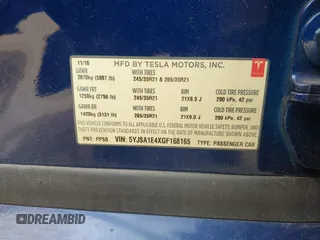 11/16 MFD BY TESLA MOTORS, INC.
GVWR WITH TIRES
2670kg (5887 lb) 245/35R21 & 265/35R21 TESLA
GAWR FRT WITH TIRES RIM COLD TIRE PRESSURE
1250kg (2756 lb) 245/35R21 21X8.5 J 290 kPa, 42 psi
GAWR RR WITH TIRES RIM COLD TIRE PRESSURE
1420kg (3131 lb) 265/35R21 21X9.0 J 290 kPa, 42 psi
THIS VEHICLE CONFORMS TO ALL APPLICABLE FEDERAL MOTOR VEHICLE SAFETY, BUMPER,
AND THEFT PREVENTION STANDARDS IN EFFECT ON THE DATE OF MANUFACTURE SHOWN ABOVE.
PNT: PPSB VIN: 5YJSA1E4XGF168165 TYPE: PASSENGER CAR
AUTOBIDMASTER